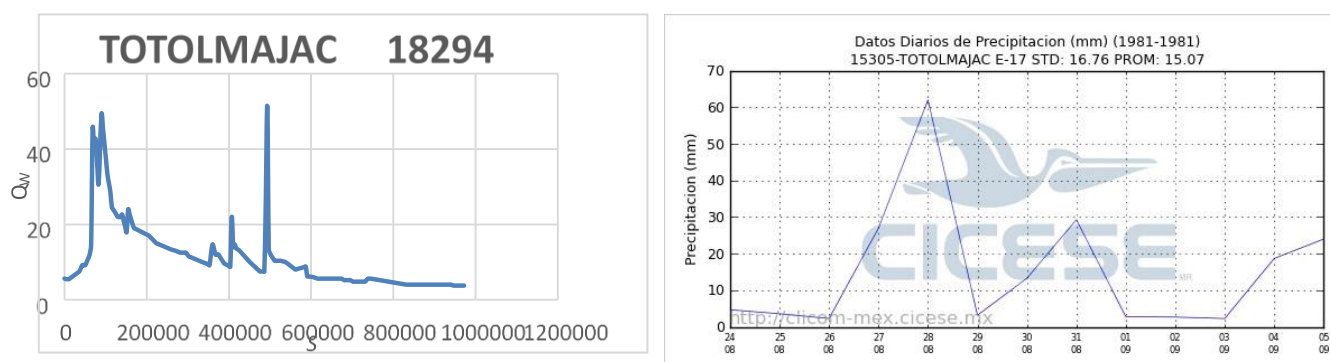 TOTOLMAJAC 18294
60
40
20
0
0 200000 400000 600000 800000 1000000 1200000
S
Datos Diarios de Precipitacion (mm) (1981-1981)
15305-TOTOLMAJAC E-17 STD: 16.76 PROM: 15.07
Precipitacion (mm)
70
60
50
40
30
20
10
0
CICESE
MR
http://clicom-mex.cicese.mx
24 25 26 27 28 29 30 31 01 02 03 04 05
08 08 08 08 08 08 08 08 09 09 09 09 09